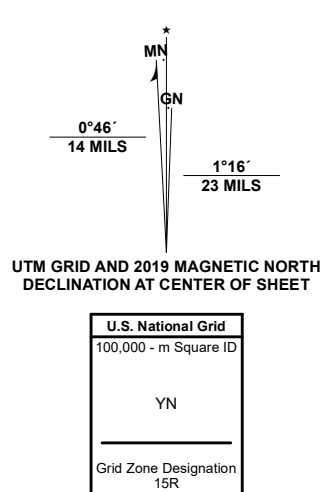 MN
GN
0°46´
14 MILS
1°16´
23 MILS
UTM GRID AND 2019 MAGNETIC NORTH
DECLINATION AT CENTER OF SHEET
U.S. National Grid
100,000 - m Square ID
YN
Grid Zone Designation
15R